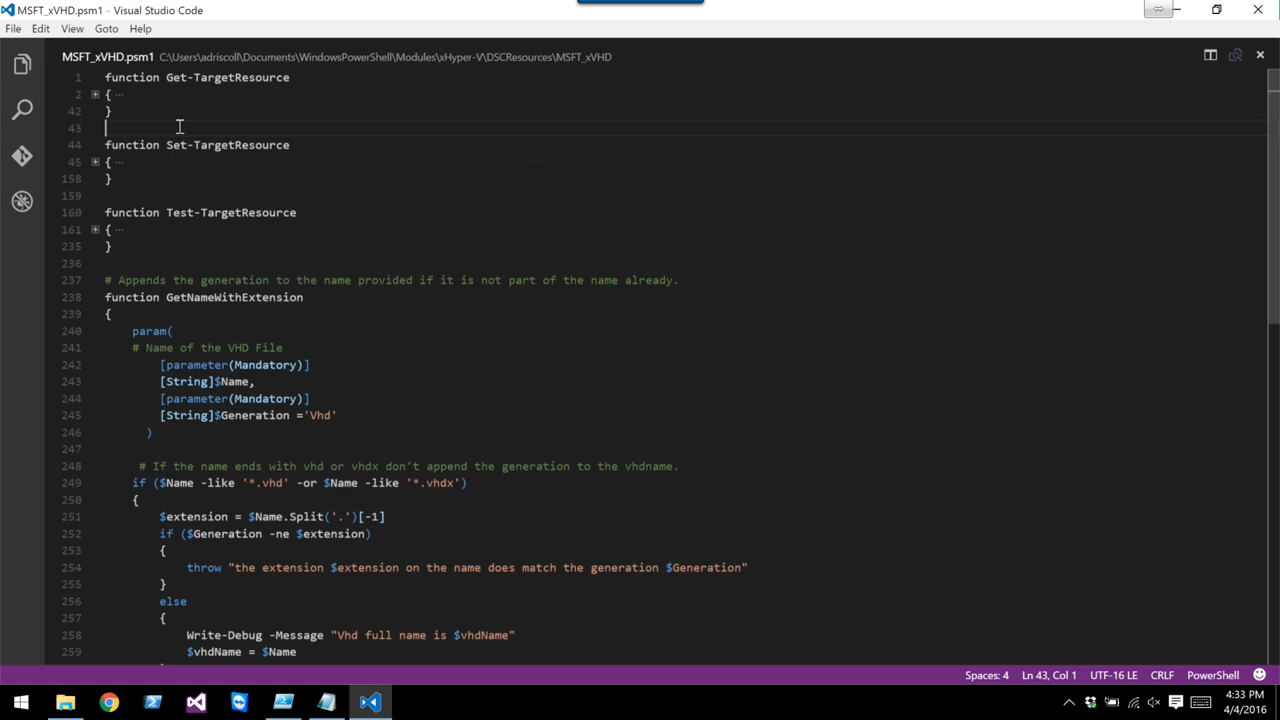 MSFT_xVHD.psm1 - Visual Studio Code
File Edit View Goto Help
MSFT_xVHD.psm1 C:\Users\adriscoll\Documents\WindowsPowerShell\Modules\xHyper-V\DSCResources\MSFT_xVHD
1 function Get-TargetResource
2 { ...
42 }
43
44 function Set-TargetResource
45 { ...
158 }
159
160 function Test-TargetResource
161 { ...
235 }
236
237 # Appends the generation to the name provided if it is not part of the name already.
238 function GetNameWithExtension
239 {
240 param(
241 # Name of the VHD File
242 [parameter(Mandatory)]
243 [String]$Name,
244 [parameter(Mandatory)]
245 [String]$Generation ='Vhd'
246 )
247
248 # If the name ends with vhd or vhdx don't append the generation to the vhdname.
249 if ($Name -like '*.vhd' -or $Name -like '*.vhdx')
250 {
251 $extension = $Name.Split('.')[-1]
252 if ($Generation -ne $extension)
253 {
254 throw "the extension $extension on the name does match the generation $Generation"
255 }
256 else
257 {
258 Write-Debug -Message "Vhd full name is $vhdName"
259 $vhdName = $Name
Spaces: 4 Ln 43, Col 1 UTF-16 LE CRLF PowerShell
4:33 PM
4/4/2016